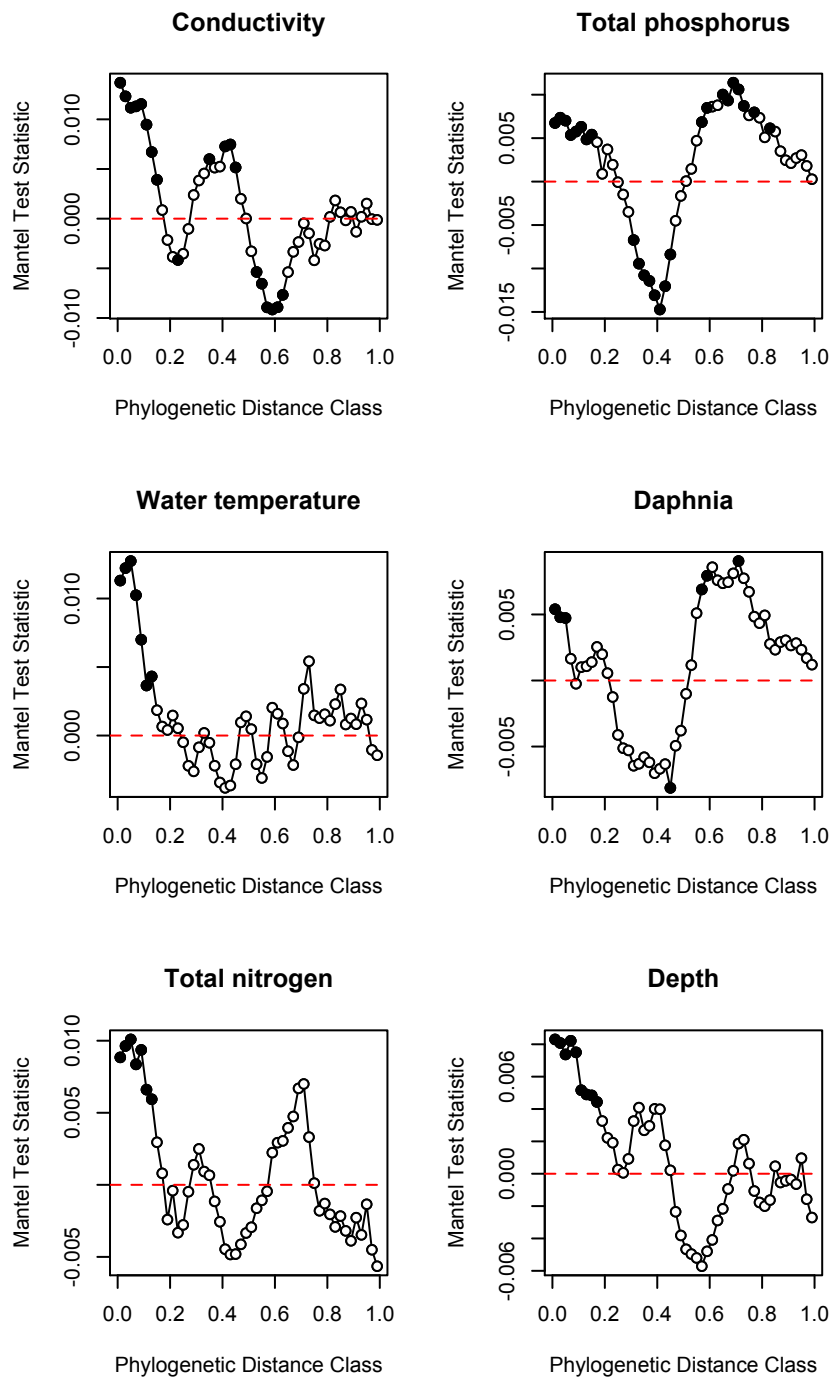 Conductivity
Mantel Test Statistic
0.010
0.000
-0.010
0.0 0.2 0.4 0.6 0.8 1.0
Phylogenetic Distance Class
Total phosphorus
Mantel Test Statistic
0.005
-0.005
-0.015
0.0 0.2 0.4 0.6 0.8 1.0
Phylogenetic Distance Class
Water temperature
Mantel Test Statistic
0.010
0.000
0.0 0.2 0.4 0.6 0.8 1.0
Phylogenetic Distance Class
Daphnia
Mantel Test Statistic
0.005
-0.005
0.0 0.2 0.4 0.6 0.8 1.0
Phylogenetic Distance Class
Total nitrogen
Mantel Test Statistic
0.010
0.005
-0.005
0.0 0.2 0.4 0.6 0.8 1.0
Phylogenetic Distance Class
Depth
Mantel Test Statistic
0.006
0.000
-0.006
0.0 0.2 0.4 0.6 0.8 1.0
Phylogenetic Distance Class